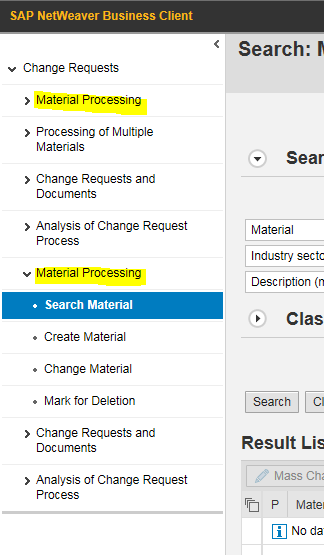 SAP NetWeaver Business Client
Change Requests
Material Processing
Processing of Multiple
Materials
Change Requests and
Documents
Analysis of Change Request
Process
Material Processing
Search Material
Create Material
Change Material
Mark for Deletion
Change Requests and
Documents
Analysis of Change Request
Process
Search: M
Sear
Material
Industry secto
Description (m
Clas
Search Cl
Result Lis
Mass Cha
P Mater
No da